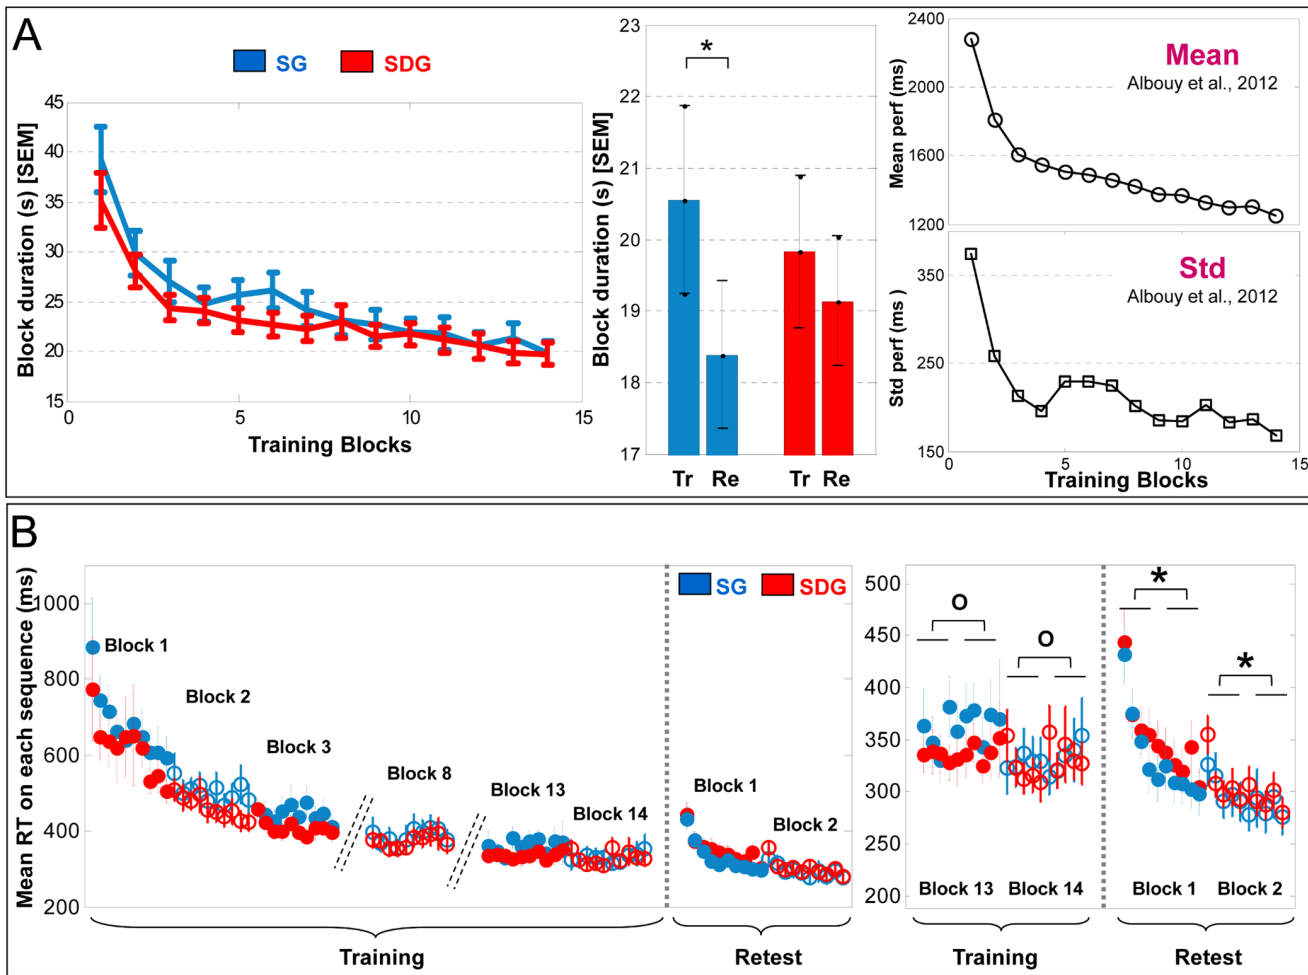 A
SG
SDG
Block duration (s) [SEM]
45
40
35
30
25
20
15
0
5
10
15
Training Blocks
Block duration (s) [SEM]
23
22
21
20
19
18
17
*
Tr
Re
Tr
Re
Mean perf (ms)
2400
2000
1600
1200
Mean
Albouy et al., 2012
Std perf (ms)
350
250
150
Std
Albouy et al., 2012
0
5
10
15
Training Blocks
B
Mean RT on each sequence (ms)
1000
800
600
400
200
SG
SDG
Block 1
Block 2
Block 3
Block 8
Block 13
Block 14
Block 1
Block 2
Training
Retest
500
450
400
350
300
250
200
o
o
*
*
Block 13
Block 14
Block 1
Block 2
Training
Retest